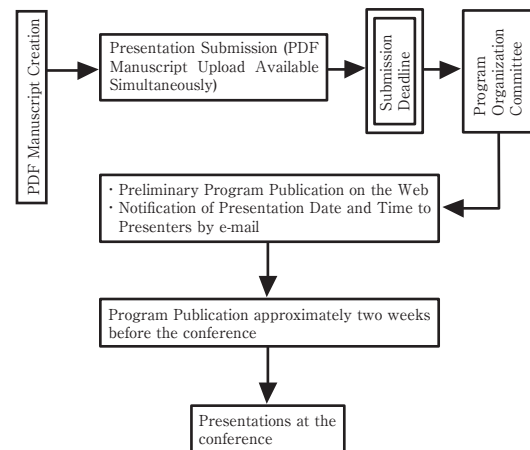 PDF Manuscript Creation
Presentation Submission (PDF
Manuscript Upload Available
Simultaneously)
Submission
Deadline
Program
Organization
Committee
・Preliminary Program Publication on the Web
・Notification of Presentation Date and Time to
Presenters by e-mail
Program Publication approximately two weeks
before the conference
Presentations at the
conference